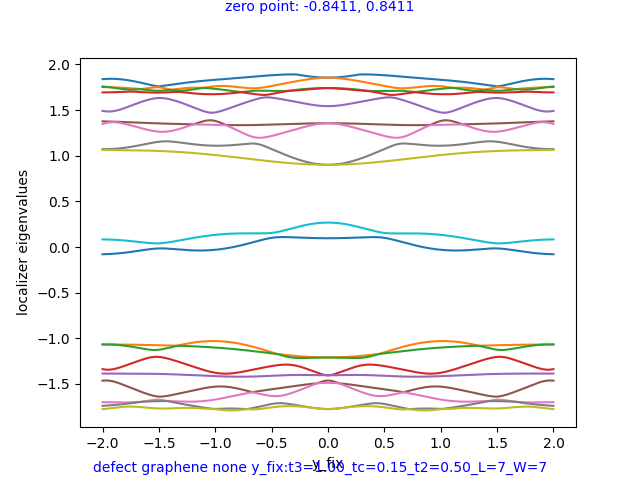 zero point: -0.8411, 0.8411
2.0
1.5
1.0
0.5
0.0
−0.5
−1.0
−1.5
localizer eigenvalues
−2.0 −1.5 −1.0 −0.5 0.0 0.5 1.0 1.5 2.0
y_fix
defect graphene none y_fix:t3=1.00_tc=0.15_t2=0.50_L=7_W=7